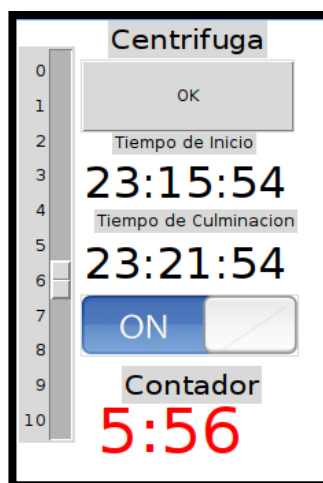 Centrifuga
OK
Tiempo de Inicio
23:15:54
Tiempo de Culminacion
23:21:54
ON
Contador
5:56
0
1
2
3
4
5
6
7
8
9
10